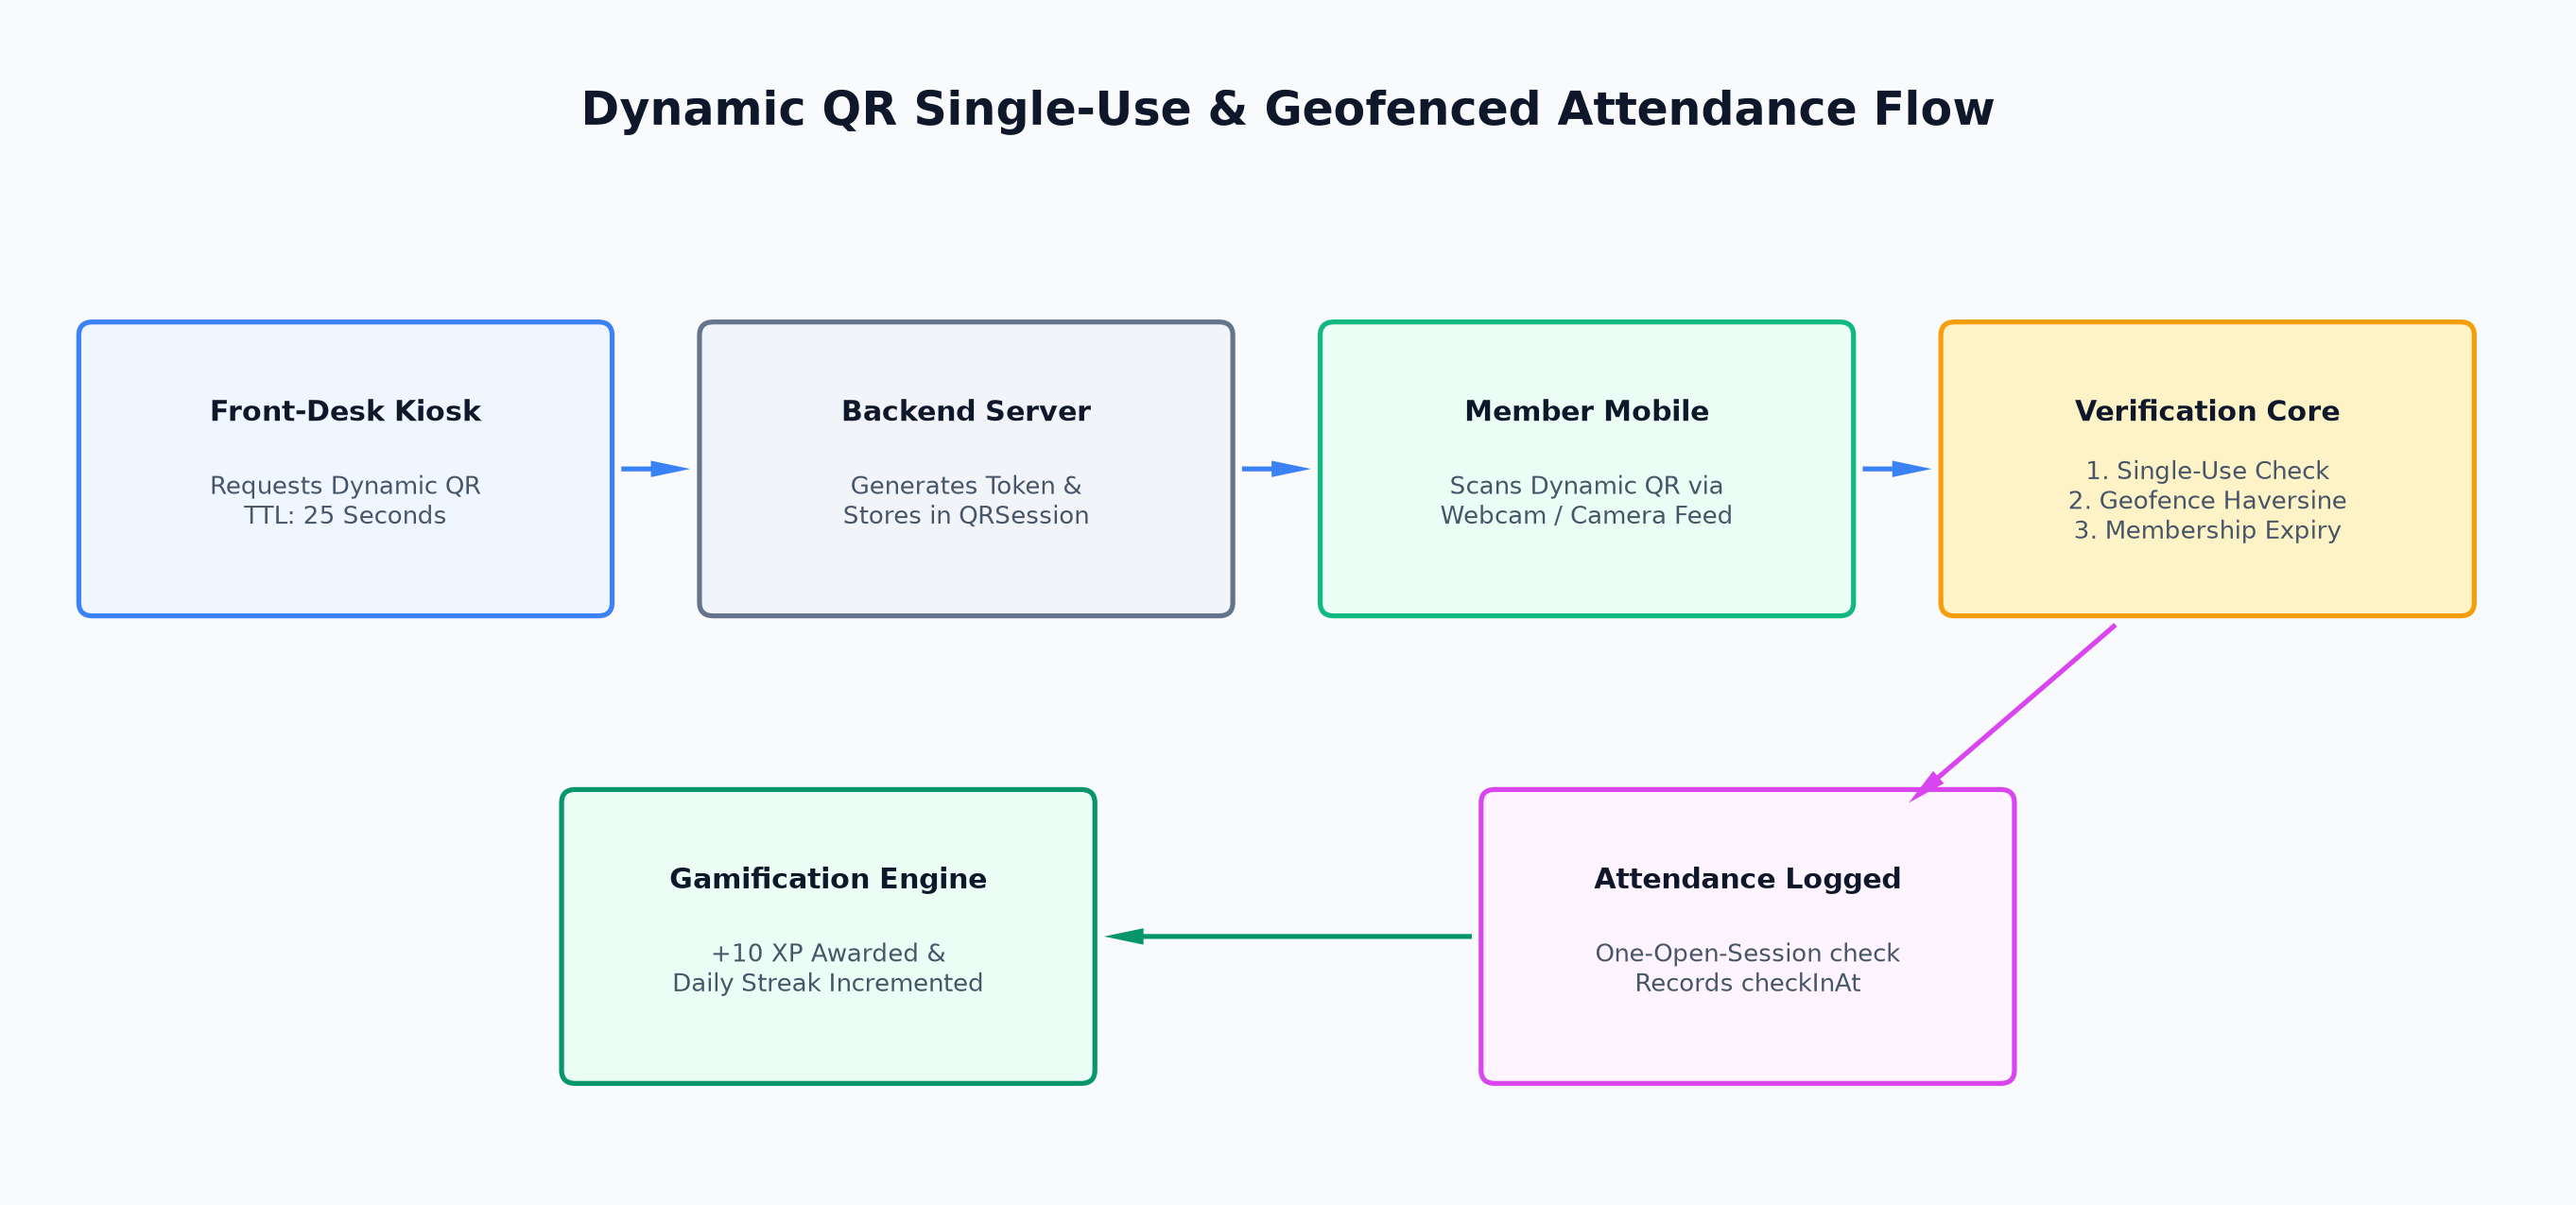 Dynamic QR Single-Use & Geofenced Attendance Flow
Front-Desk Kiosk
Requests Dynamic QR
TTL: 25 Seconds
Backend Server
Generates Token &
Stores in QRSession
Member Mobile
Scans Dynamic QR via
Webcam / Camera Feed
Verification Core
1. Single-Use Check
2. Geofence Haversine
3. Membership Expiry
Gamification Engine
+10 XP Awarded &
Daily Streak Incremented
Attendance Logged
One-Open-Session check
Records checkInAt